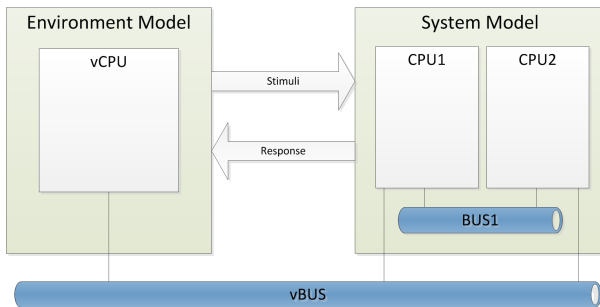 Environment Model
vCPU
Stimuli
Response
System Model
CPU1
CPU2
BUS1
vBUS